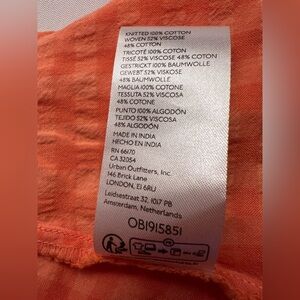 KNITTED 100% COTTON
WOVEN 52% VISCOSE
48% COTTON
TRICOTÉ 100% COTTON
TISSÉ 52% VISCOSE 48% COTTON
GESTRICKT 100% BAUMWOLLE
GEWEBT 52% VISKOSE
48% BAUMWOLLE
MAGLIA 100% COTONE
TESSUTA 52% VISCOSA
48% COTONE
PUNTO 100% ALGODÓN
TEJIDO 52% VISCOSA
48% ALGODÓN
MADE IN INDIA
HECHO EN INDIA
RN 66170
CA 32054
Urban Outfitters, Inc.
146 Brick Lane
LONDON, E1 6RU
Leidsestraat 32, 1017 PB
Amsterdam, Netherlands
OB1915851